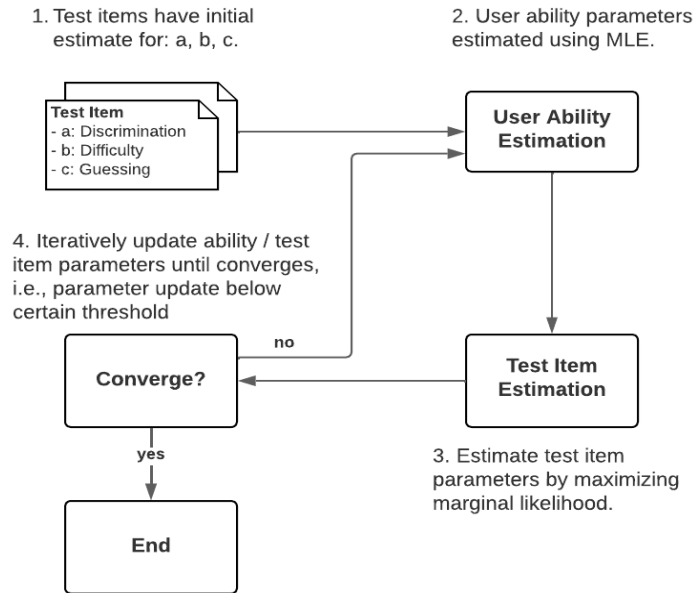 1. Test items have initial
estimate for: a, b, c.
2. User ability parameters
estimated using MLE.
Test Item
- a: Discrimination
- b: Difficulty
- c: Guessing
User Ability
Estimation
4. Iteratively update ability / test
item parameters until converges,
i.e., parameter update below
certain threshold
no
Converge?
Test Item
Estimation
yes
3. Estimate test item
parameters by maximizing
marginal likelihood.
End